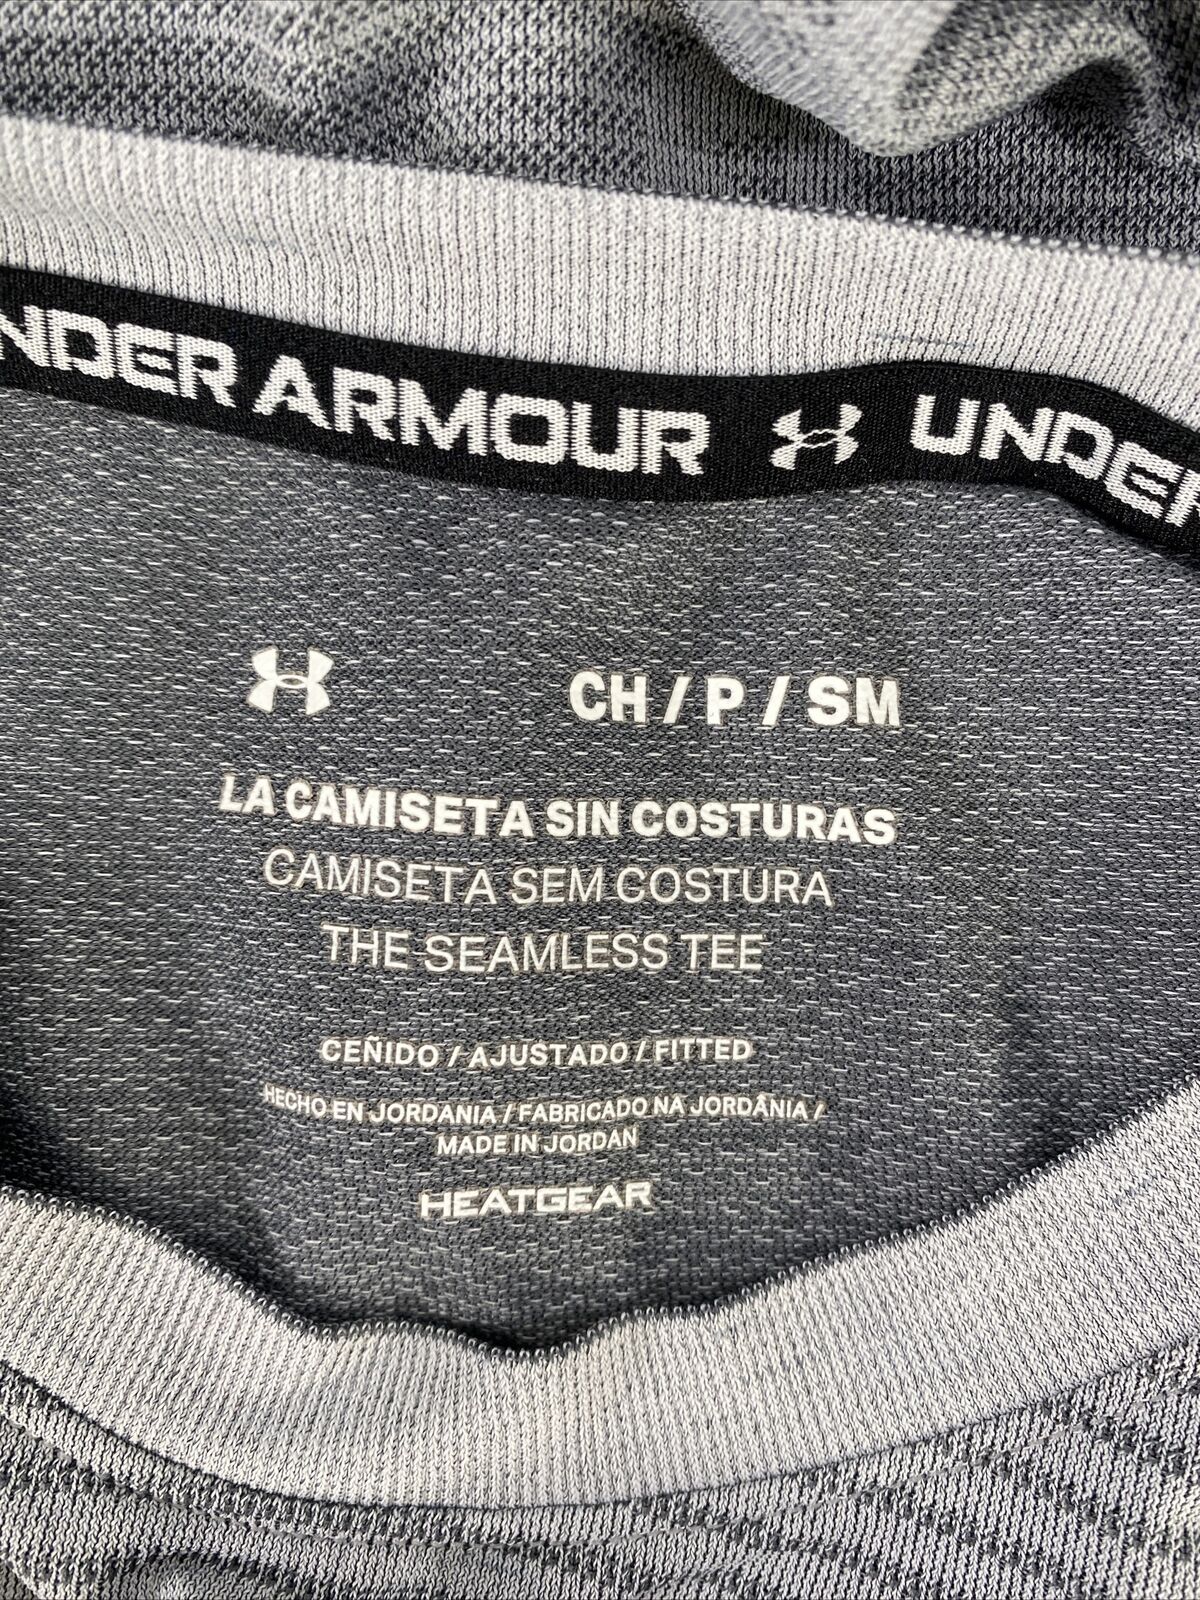 UNDER ARMOUR UNDER
CH / P / SM
LA CAMISETA SIN COSTURAS
CAMISETA SEM COSTURA
THE SEAMLESS TEE
CEÑIDO / AJUSTADO / FITTED
HECHO EN JORDANIA / FABRICADO NA JORDÂNIA /
MADE IN JORDAN
HEATGEAR